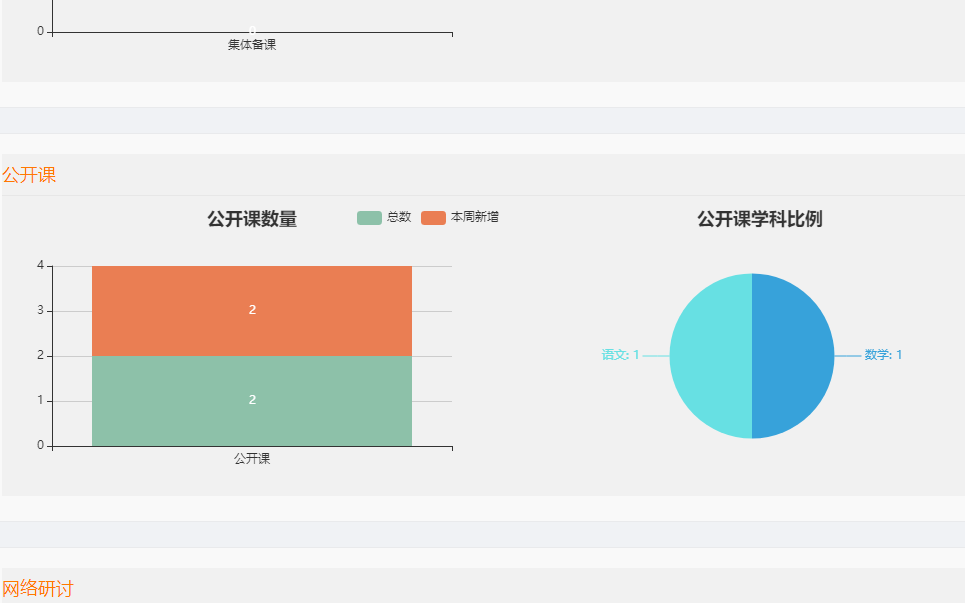 0
0
集体备课
公开课
公开课数量
总数
本周新增
公开课学科比例
4
3
2
1
0
2
2
公开课
语文: 1
数学: 1
网络研讨